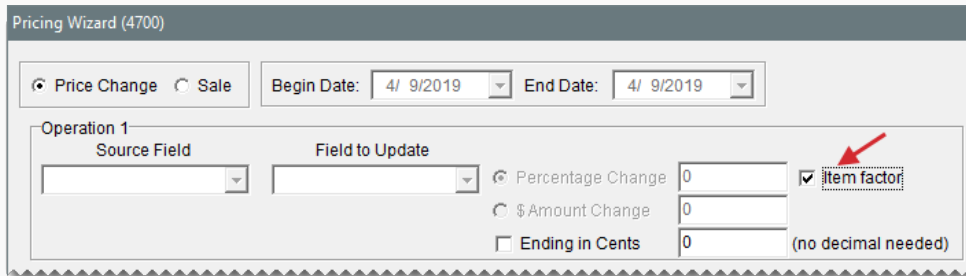 Pricing Wizard (4700)
Price Change Sale Begin Date: 4/ 9/2019 End Date: 4/ 9/2019
Operation 1
Source Field Field to Update
Percentage Change 0 Item factor
$ Amount Change 0
Ending in Cents 0 (no decimal needed)